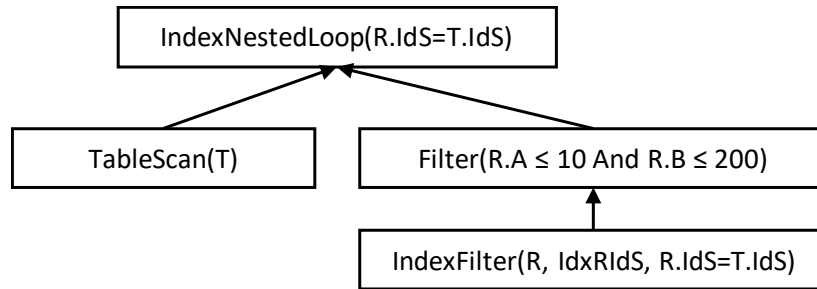 IndexNestedLoop(R.IdS=T.IdS)
TableScan(T)
Filter(R.A ≤ 10 And R.B ≤ 200)
IndexFilter(R, IdxRIdS, R.IdS=T.IdS)